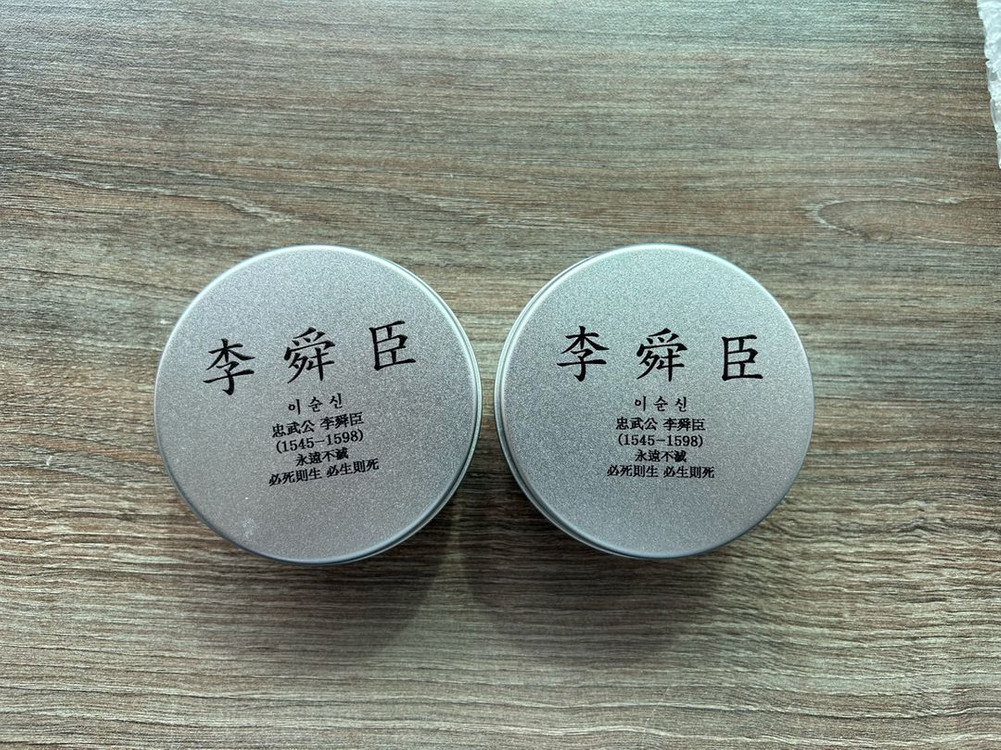 李舜臣
이순신
忠武公 李舜臣
(1545-1598)
永遠不滅
必死則生 必生則死
李舜臣
이순신
忠武公 李舜臣
(1545-1598)
永遠不滅
必死則生 必生則死